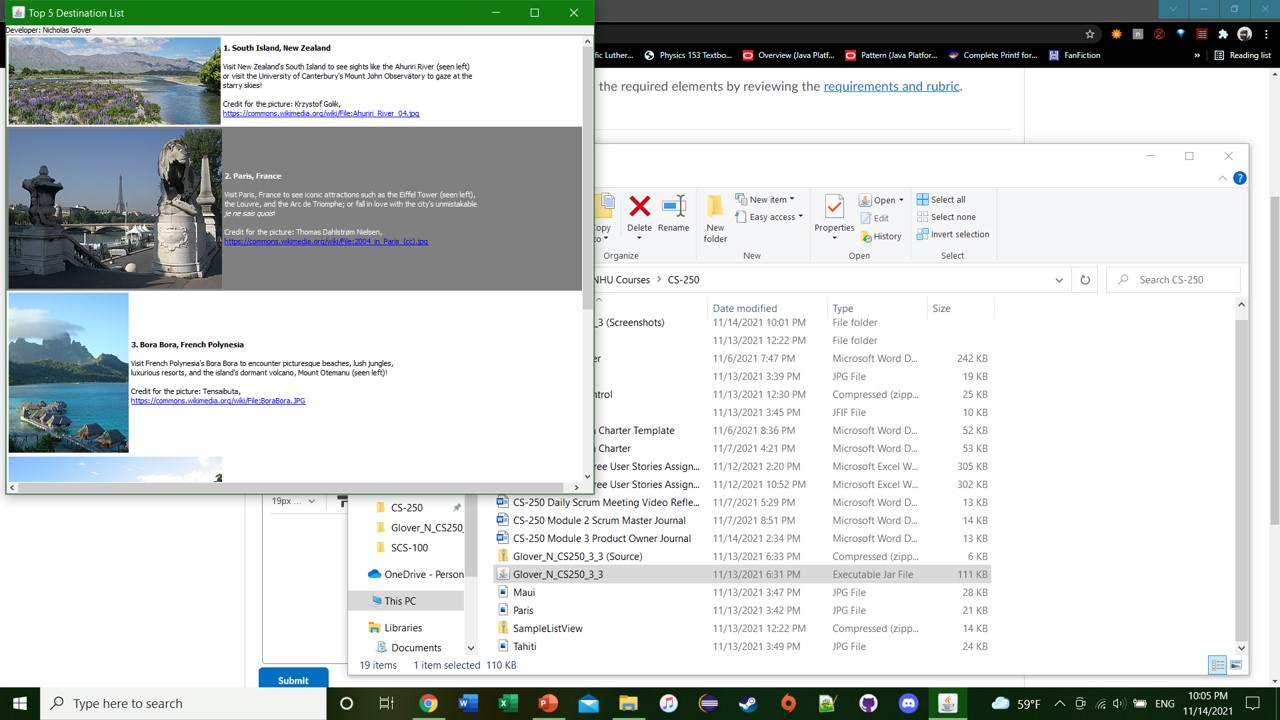 Top 5 Destination List
Developer: Nicholas Glover
1. South Island, New Zealand
Visit New Zealand's South Island to see sights like the Ahuriri River (seen left)
or visit the University of Canterbury's Mount John Observatory to gaze at the
starry skies!
Credit for the picture: Krzystof Golik,
https://commons.wikimedia.org/wiki/File:Ahuriri_River_04.jpg
2. Paris, France
Visit Paris, France to see iconic attractions such as the Eiffel Tower (seen left),
the Louvre, and the Arc de Triomphe; or fall in love with the city's unmistakable
je ne sais quois!
Credit for the picture: Thomas Dahlstrøm Nielsen,
https://commons.wikimedia.org/wiki/File:2004_in_Paris_(cc).jpg
3. Bora Bora, French Polynesia
Visit French Polynesia's Bora Bora to encounter picturesque beaches, lush jungles,
luxurious resorts, and the island's dormant volcano, Mount Otemanu (seen left)!
Credit for the picture: Tensaibuta,
https://commons.wikimedia.org/wiki/File:BoraBora.JPG
fic Luther...
Physics 153 Textbo...
Overview (Java Platf...
Pattern (Java Platfor...
Complete Printf for...
FanFiction
»
Reading list
the required elements by reviewing the requirements and rubric.
Copy
to
Delete
Rename
New
folder
New item
Easy access
Properties
Open
Edit
History
Select all
Select none
Invert selection
Organize
New
Open
Select
NHU Courses > CS-250
Search CS-250
Date modified
Type
Size
_3 (Screenshots) 11/14/2021 10:01 PM File folder
11/13/2021 12:22 PM File folder
er 11/6/2021 7:47 PM Microsoft Word D... 242 KB
11/13/2021 3:39 PM JPG File 19 KB
ntrol 11/13/2021 12:30 PM Compressed (zipp... 25 KB
11/13/2021 3:45 PM JFIF File 10 KB
Charter Template 11/6/2021 8:36 PM Microsoft Word D... 52 KB
Charter 11/7/2021 4:21 PM Microsoft Word D... 53 KB
ree User Stories Assign... 11/12/2021 2:20 PM Microsoft Excel W... 305 KB
ree User Stories Assign... 11/12/2021 10:52 PM Microsoft Excel W... 302 KB
CS-250 Daily Scrum Meeting Video Refle... 11/7/2021 5:29 PM Microsoft Word D... 13 KB
CS-250 Module 2 Scrum Master Journal 11/7/2021 8:51 PM Microsoft Word D... 14 KB
CS-250 Module 3 Product Owner Journal 11/14/2021 2:34 PM Microsoft Word D... 13 KB
Glover_N_CS250_3_3 (Source) 11/13/2021 6:33 PM Compressed (zipp... 6 KB
Glover_N_CS250_3_3 11/13/2021 6:31 PM Executable Jar File 111 KB
Maui 11/13/2021 3:47 PM JPG File 28 KB
Paris 11/13/2021 3:42 PM JPG File 21 KB
SampleListView 11/13/2021 12:22 PM Compressed (zipp... 14 KB
Tahiti 11/13/2021 3:49 PM JPG File 24 KB
19px ...
CS-250
Glover_N_CS250_
SCS-100
OneDrive - Person
This PC
Libraries
Documents
19 items
1 item selected 110 KB
Submit
Type here to search
59°F
ENG
10:05 PM
11/14/2021